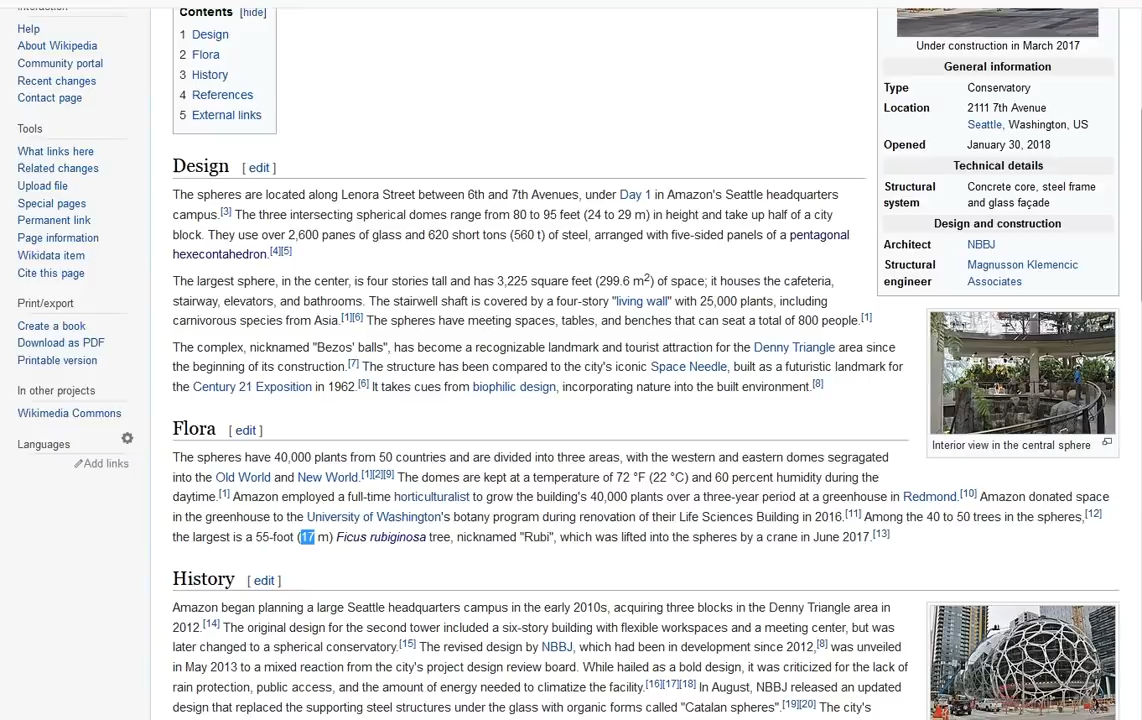 Help
About Wikipedia
Community portal
Recent changes
Contact page
Tools
What links here
Related changes
Upload file
Special pages
Permanent link
Page information
Wikidata item
Cite this page
Print/export
Create a book
Download as PDF
Printable version
In other projects
Wikimedia Commons
Languages
Add links
Contents [hide]
1 Design
2 Flora
3 History
4 References
5 External links
Design [ edit ]
The spheres are located along Lenora Street between 6th and 7th Avenues, under Day 1 in Amazon's Seattle headquarters
campus.[3] The three intersecting spherical domes range from 80 to 95 feet (24 to 29 m) in height and take up half of a city
block. They use over 2,600 panes of glass and 620 short tons (560 t) of steel, arranged with five-sided panels of a pentagonal
hexecontahedron.[4][5]
The largest sphere, in the center, is four stories tall and has 3,225 square feet (299.6 m2) of space; it houses the cafeteria,
stairway, elevators, and bathrooms. The stairwell shaft is covered by a four-story "living wall" with 25,000 plants, including
carnivorous species from Asia.[1][6] The spheres have meeting spaces, tables, and benches that can seat a total of 800 people.[1]
The complex, nicknamed "Bezos' balls", has become a recognizable landmark and tourist attraction for the Denny Triangle area since
the beginning of its construction.[7] The structure has been compared to the city's iconic Space Needle, built as a futuristic landmark for
the Century 21 Exposition in 1962.[6] It takes cues from biophilic design, incorporating nature into the built environment.[8]
Flora [ edit ]
The spheres have 40,000 plants from 50 countries and are divided into three areas, with the western and eastern domes segragated
into the Old World and New World.[1][2][9] The domes are kept at a temperature of 72 °F (22 °C) and 60 percent humidity during the
daytime.[1] Amazon employed a full-time horticulturalist to grow the building's 40,000 plants over a three-year period at a greenhouse in Redmond.[10] Amazon donated space
in the greenhouse to the University of Washington's botany program during renovation of their Life Sciences Building in 2016.[11] Among the 40 to 50 trees in the spheres,[12]
the largest is a 55-foot (17 m) Ficus rubiginosa tree, nicknamed "Rubi", which was lifted into the spheres by a crane in June 2017.[13]
History [ edit ]
Amazon began planning a large Seattle headquarters campus in the early 2010s, acquiring three blocks in the Denny Triangle area in
2012.[14] The original design for the second tower included a six-story building with flexible workspaces and a meeting center, but was
later changed to a spherical conservatory.[15] The revised design by NBBJ, which had been in development since 2012,[8] was unveiled
in May 2013 to a mixed reaction from the city's project design review board. While hailed as a bold design, it was criticized for the lack of
rain protection, public access, and the amount of energy needed to climatize the facility.[16][17][18] In August, NBBJ released an updated
design that replaced the supporting steel structures under the glass with organic forms called "Catalan spheres".[19][20] The city's
Under construction in March 2017
General information
Type Conservatory
Location 2111 7th Avenue
Seattle, Washington, US
Opened January 30, 2018
Technical details
Structural Concrete core, steel frame
system and glass façade
Design and construction
Architect NBBJ
Structural Magnusson Klemencic
engineer Associates
Interior view in the central sphere